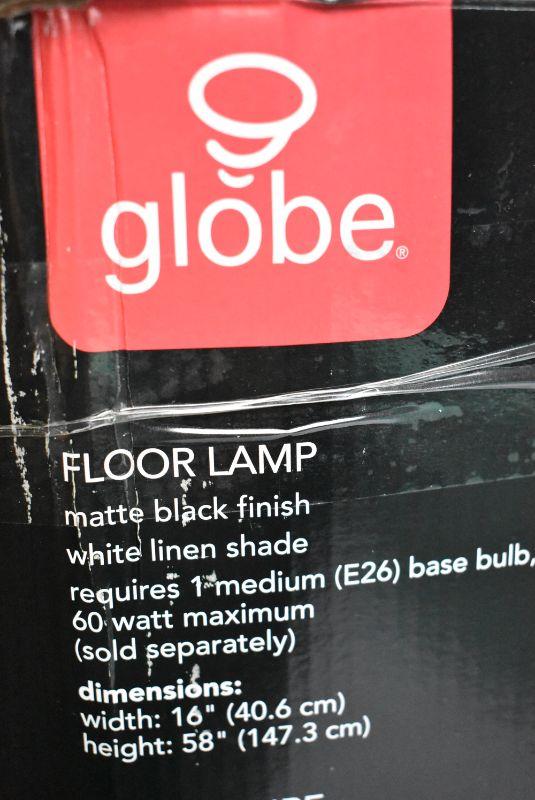 globe®
FLOOR LAMP
matte black finish
white linen shade
requires 1 medium (E26) base bulb,
60 watt maximum
(sold separately)
dimensions:
width: 16" (40.6 cm)
height: 58" (147.3 cm)